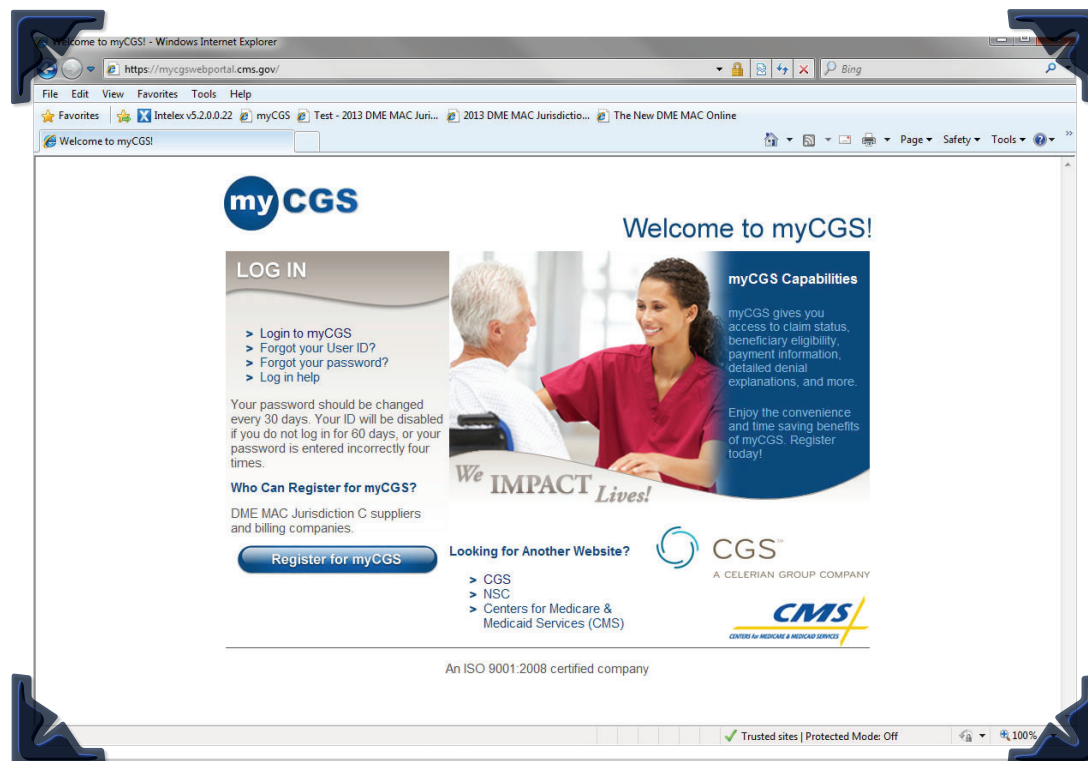 Welcome to myCGS! - Windows Internet Explorer
https://mycgswebportal.cms.gov/
Bing
File Edit View Favorites Tools Help
Favorites Intelex v5.2.0.0.22 myCGS Test - 2013 DME MAC Juri... 2013 DME MAC Jurisdictio... The New DME MAC Online
Welcome to myCGS!
Page Safety Tools
my CGS
Welcome to myCGS!
LOG IN
> Login to myCGS
> Forgot your User ID?
> Forgot your password?
> Log in help
Your password should be changed
every 30 days. Your ID will be disabled
if you do not log in for 60 days, or your
password is entered incorrectly four
times.
Who Can Register for myCGS?
DME MAC Jurisdiction C suppliers
and billing companies.
Register for myCGS
We IMPACT Lives!
myCGS Capabilities
myCGS gives you
access to claim status,
beneficiary eligibility,
payment information,
detailed denial
explanations, and more.
Enjoy the convenience
and time saving benefits
of myCGS. Register
today!
Looking for Another Website?
> CGS
> NSC
> Centers for Medicare &
Medicaid Services (CMS)
CGS™
A CELERIAN GROUP COMPANY
CMS
CENTERS for MEDICARE & MEDICAID SERVICES
An ISO 9001:2008 certified company
Trusted sites | Protected Mode: Off
100%